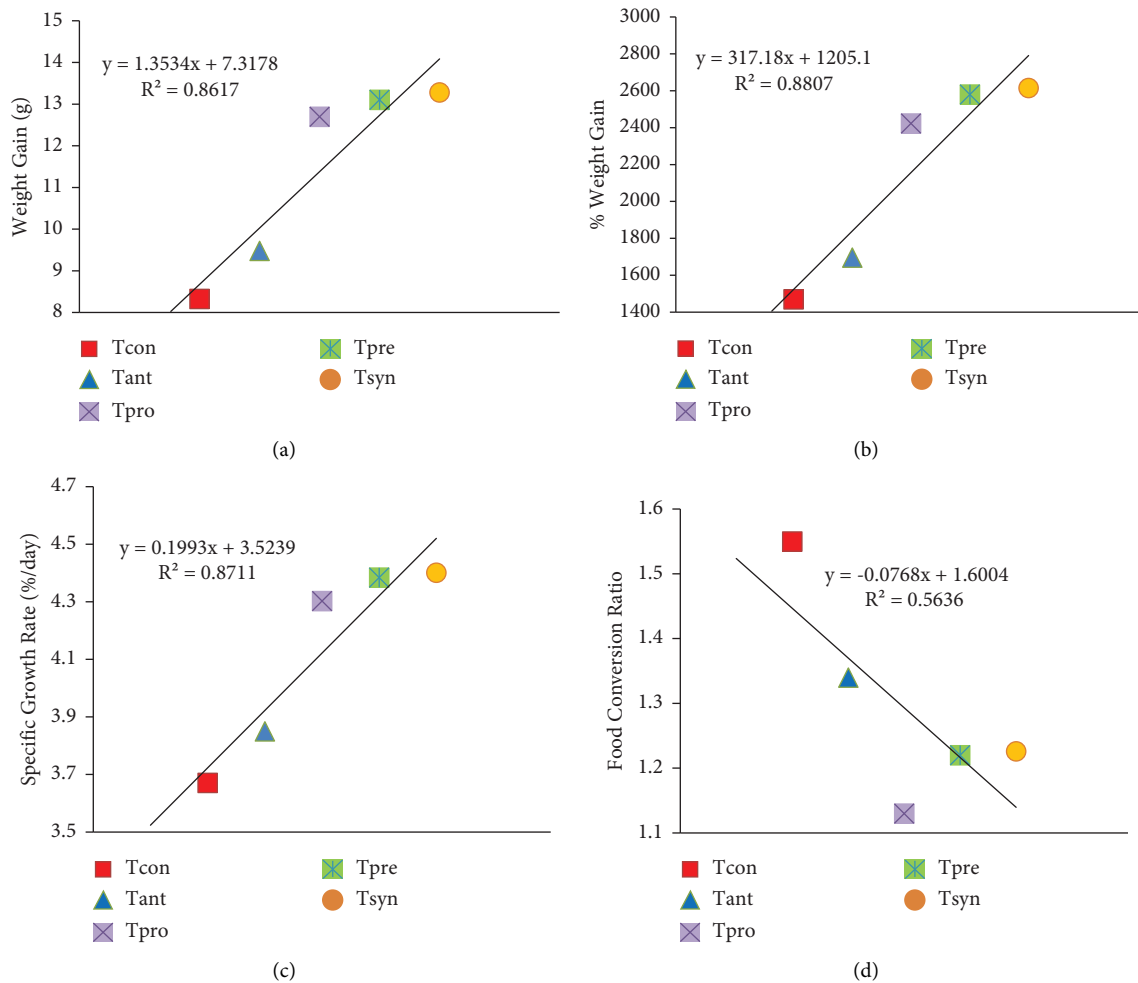 Weight Gain (g)
15
14
13
12
11
10
9
8
y = 1.3534x + 7.3178
R² = 0.8617
Tcon
Tant
Tpro
Tpre
Tsyn
(a)
% Weight Gain
3000
2800
2600
2400
2200
2000
1800
1600
1400
y = 317.18x + 1205.1
R² = 0.8807
Tcon
Tant
Tpro
Tpre
Tsyn
(b)
Specific Growth Rate (%/day)
4.7
4.5
4.3
4.1
3.9
3.7
3.5
y = 0.1993x + 3.5239
R² = 0.8711
Tcon
Tant
Tpro
Tpre
Tsyn
(c)
Food Conversion Ratio
1.6
1.5
1.4
1.3
1.2
1.1
y = -0.0768x + 1.6004
R² = 0.5636
Tcon
Tant
Tpro
Tpre
Tsyn
(d)